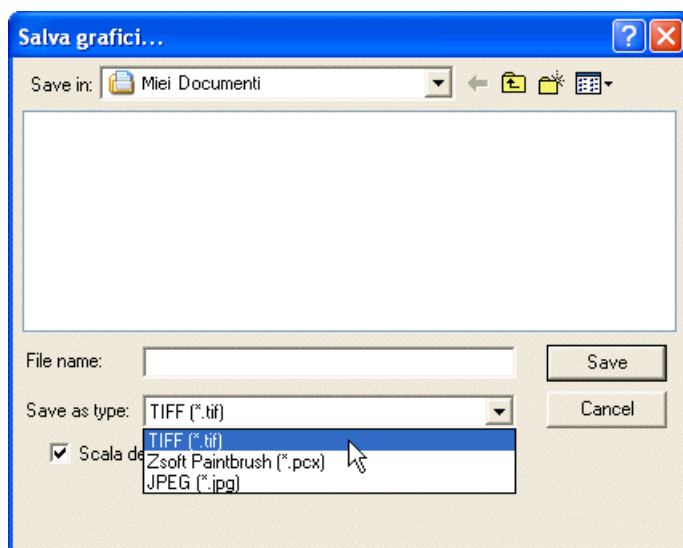 Salva grafici...
Save in: Miei Documenti
File name:
Save
Save as type: TIFF (*.tif)
Cancel
TIFF (*.tif)
Scala
Zsoft Paintbrush (*.pcx)
JPEG (*.jpg)